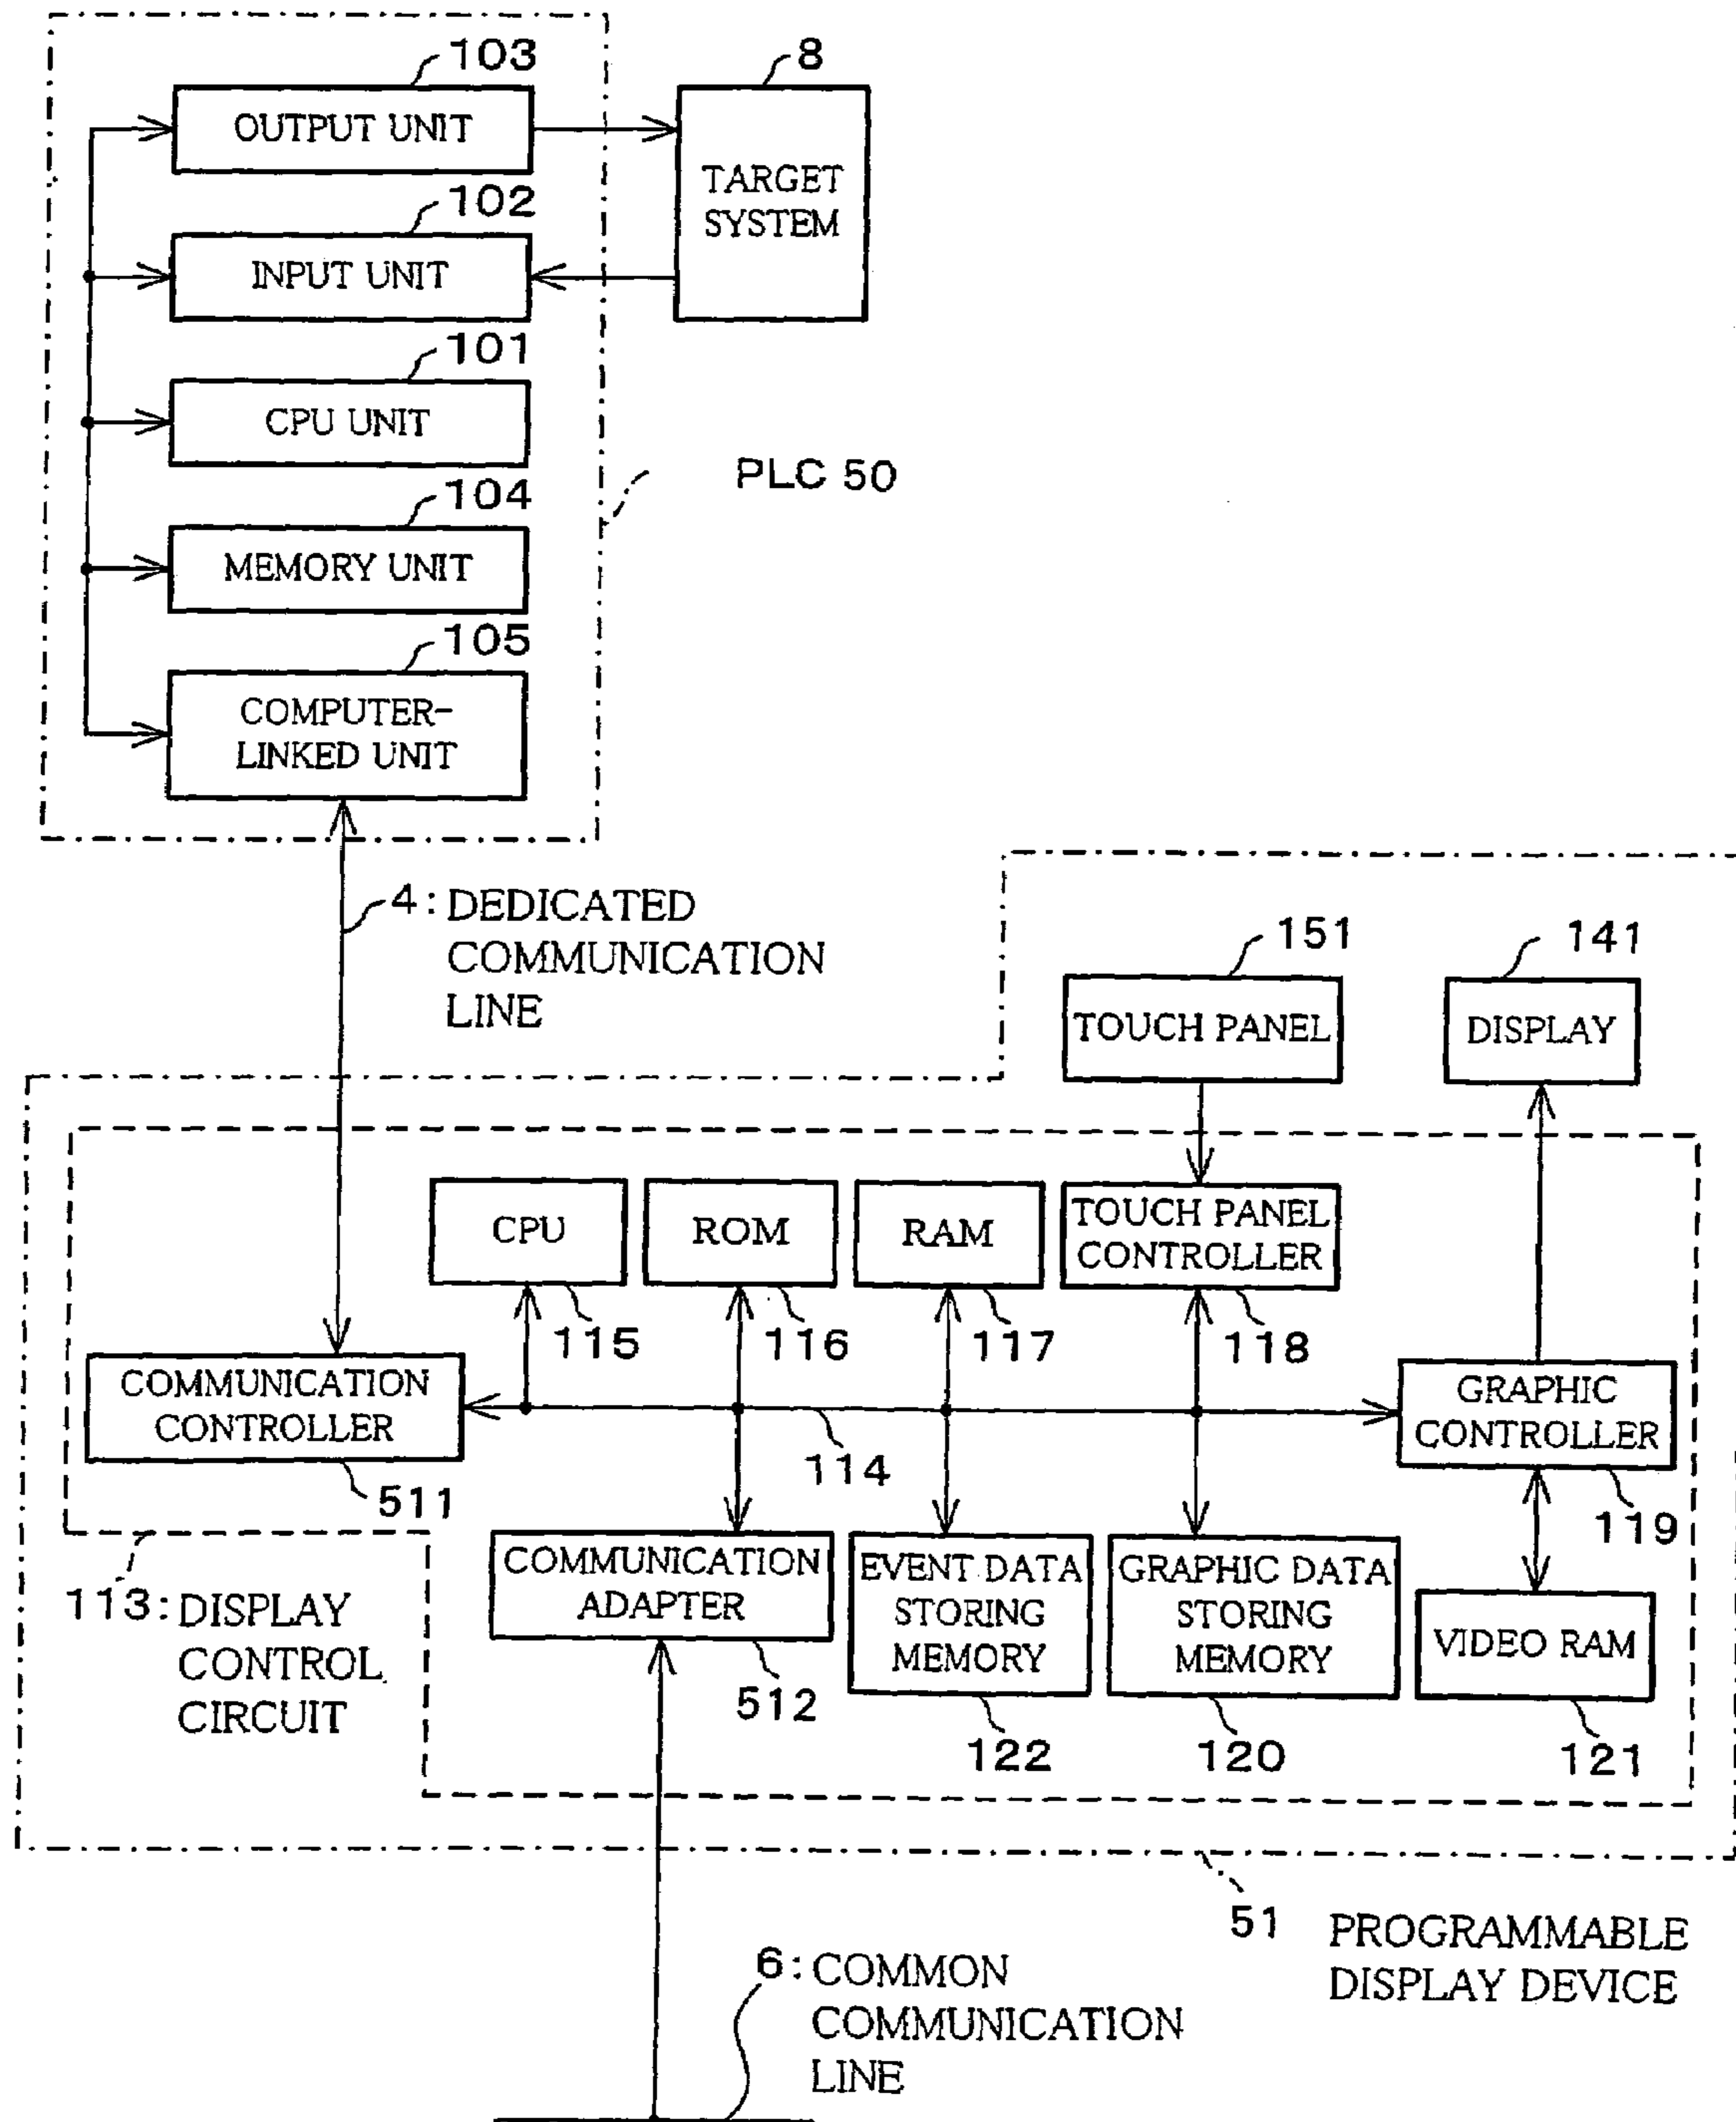 103
8
OUTPUT UNIT
TARGET
SYSTEM
102
INPUT UNIT
101
CPU UNIT
PLC 50
104
MEMORY UNIT
105
COMPUTER-
LINKED UNIT
4: DEDICATED
COMMUNICATION
LINE
151
141
TOUCH PANEL
DISPLAY
CPU
ROM
RAM
TOUCH PANEL
CONTROLLER
115
116
117
118
COMMUNICATION
CONTROLLER
GRAPHIC
CONTROLLER
114
511
119
COMMUNICATION
ADAPTER
EVENT DATA
STORING
MEMORY
GRAPHIC DATA
STORING
MEMORY
VIDEO RAM
113: DISPLAY
CONTROL
CIRCUIT
512
122
120
121
51 PROGRAMMABLE
DISPLAY DEVICE
6: COMMON
COMMUNICATION
LINE